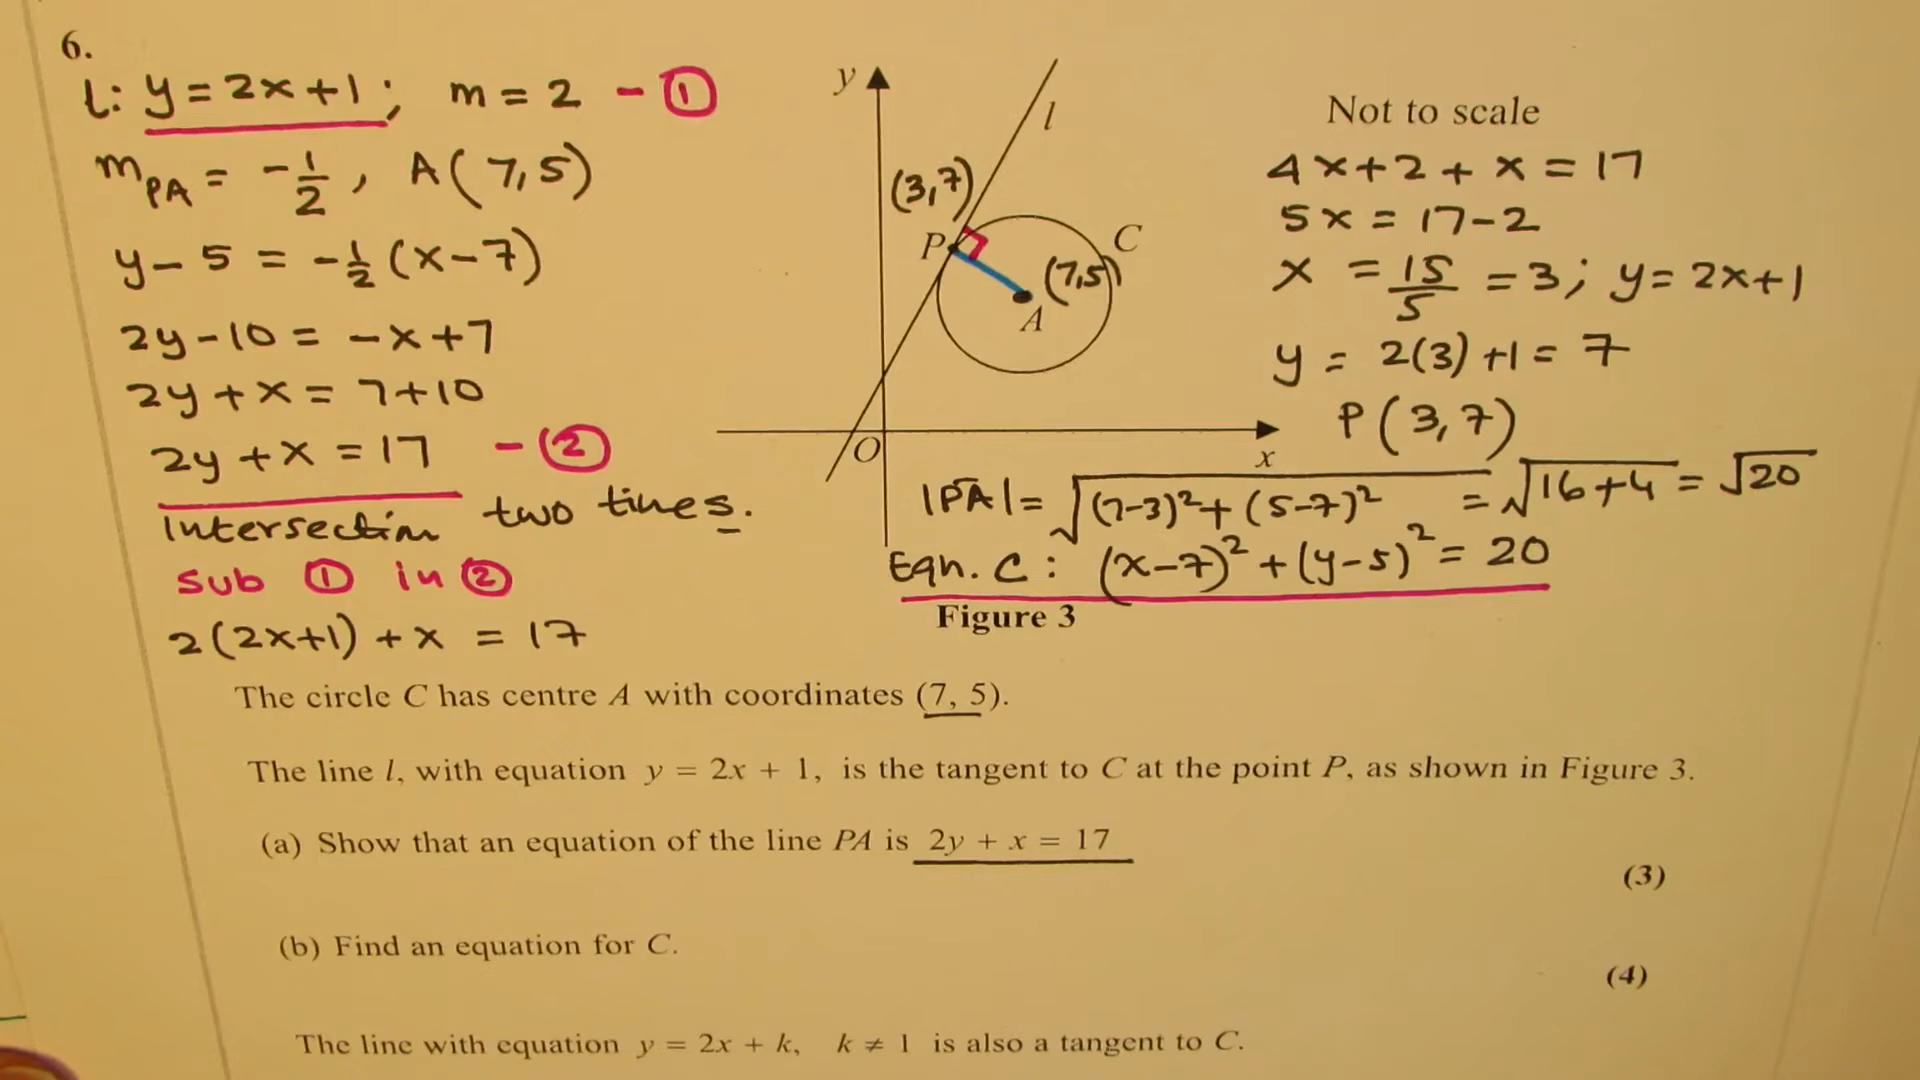 6.
l: y = 2x + 1 ; m = 2 - ①
m_PA = -1/2 , A( 7, 5 )
y - 5 = -1/2 (x - 7)
2y - 10 = -x + 7
2y + x = 7 + 10
2y + x = 17 - ②
Intersection two lines.
Sub ① in ②
2(2x+1) + x = 17
y
l
(3,7)
P
C
(7,5)
A
O
x
Not to scale
4x + 2 + x = 17
5x = 17 - 2
x = 15/5 = 3 ; y = 2x + 1
y = 2(3) + 1 = 7
P (3, 7)
|PA| = √((7-3)² + (5-7)²) = √(16+4) = √20
Eqn. C : (x-7)² + (y-5)² = 20
Figure 3
The circle C has centre A with coordinates (7, 5).
The line l, with equation y = 2x + 1, is the tangent to C at the point P, as shown in Figure 3.
(a) Show that an equation of the line PA is 2y + x = 17
(3)
(b) Find an equation for C.
(4)
The line with equation y = 2x + k, k ≠ 1 is also a tangent to C.